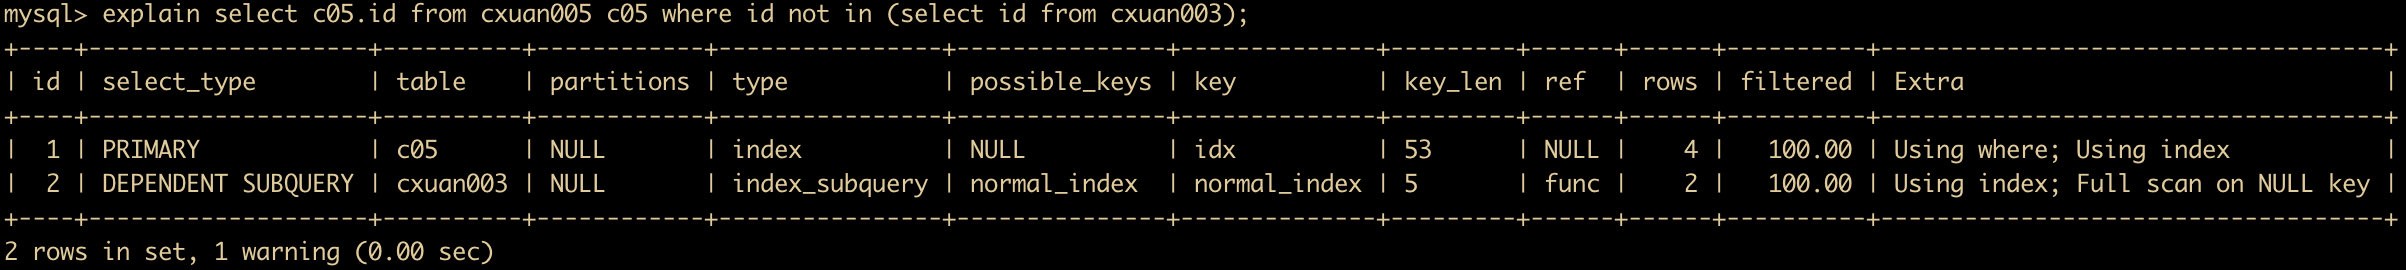 mysql> explain select c05.id from cxuan005 c05 where id not in (select id from cxuan003);
+----+--------------------+----------+------------+----------------+---------------+--------------+---------+------+------+----------+---------------------------------+
| id | select_type        | table    | partitions | type           | possible_keys | key          | key_len | ref  | rows | filtered | Extra                           |
+----+--------------------+----------+------------+----------------+---------------+--------------+---------+------+------+----------+---------------------------------+
|  1 | PRIMARY            | c05      | NULL       | index          | NULL          | idx          | 53      | NULL |    4 |   100.00 | Using where; Using index        |
|  2 | DEPENDENT SUBQUERY | cxuan003 | NULL       | index_subquery | normal_index  | normal_index | 5       | func |    2 |   100.00 | Using index; Full scan on NULL key |
+----+--------------------+----------+------------+----------------+---------------+--------------+---------+------+------+----------+---------------------------------+
2 rows in set, 1 warning (0.00 sec)